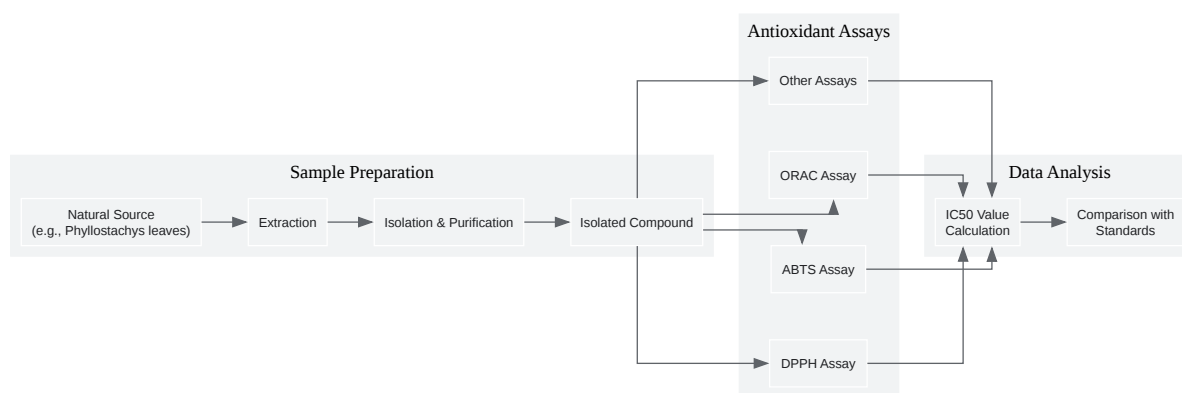 Sample Preparation
Natural Source
(e.g., Phyllostachys leaves)
Extraction
Isolation & Purification
Isolated Compound
Antioxidant Assays
Other Assays
ORAC Assay
ABTS Assay
DPPH Assay
Data Analysis
IC50 Value
Calculation
Comparison with
Standards